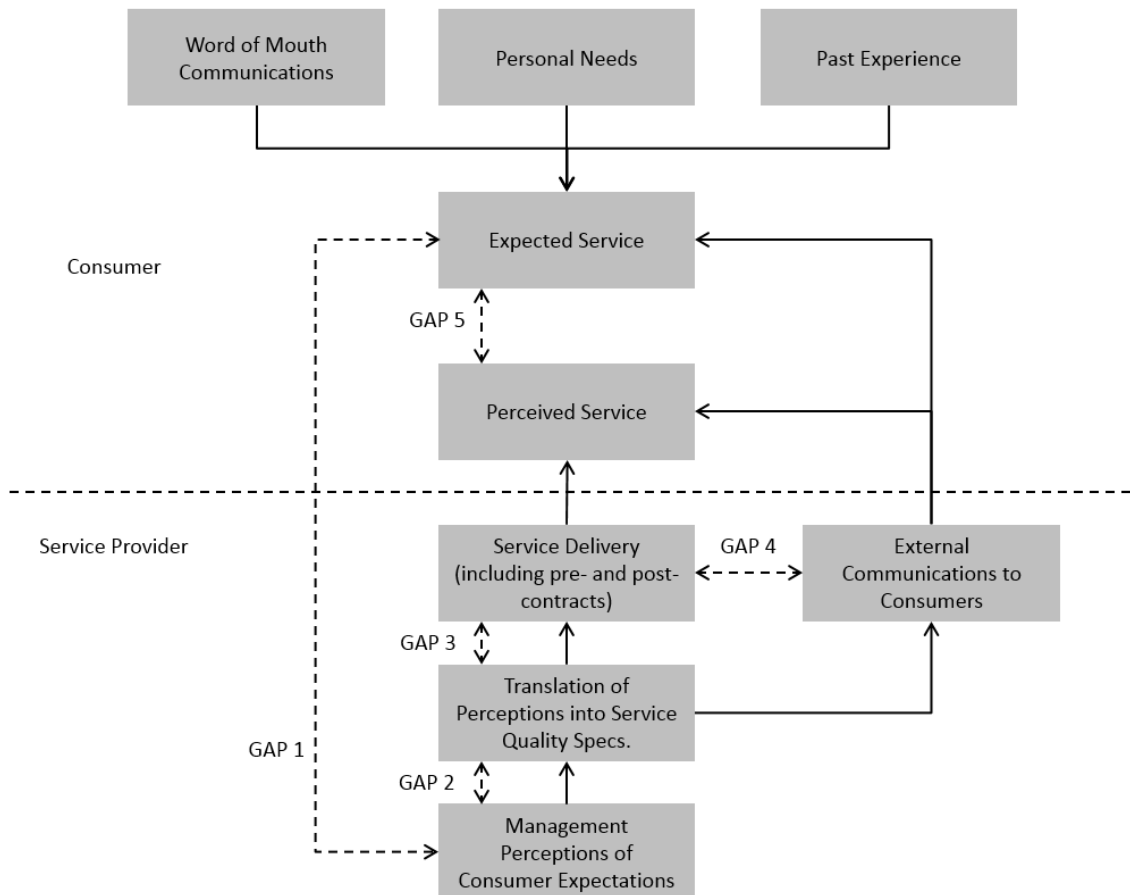 Word of Mouth
Communications
Personal Needs
Past Experience
Expected Service
Consumer
GAP 5
Perceived Service
Service Provider
Service Delivery
(including pre- and post-
contracts)
GAP 4
External
Communications to
Consumers
GAP 3
Translation of
Perceptions into Service
Quality Specs.
GAP 1
GAP 2
Management
Perceptions of
Consumer Expectations